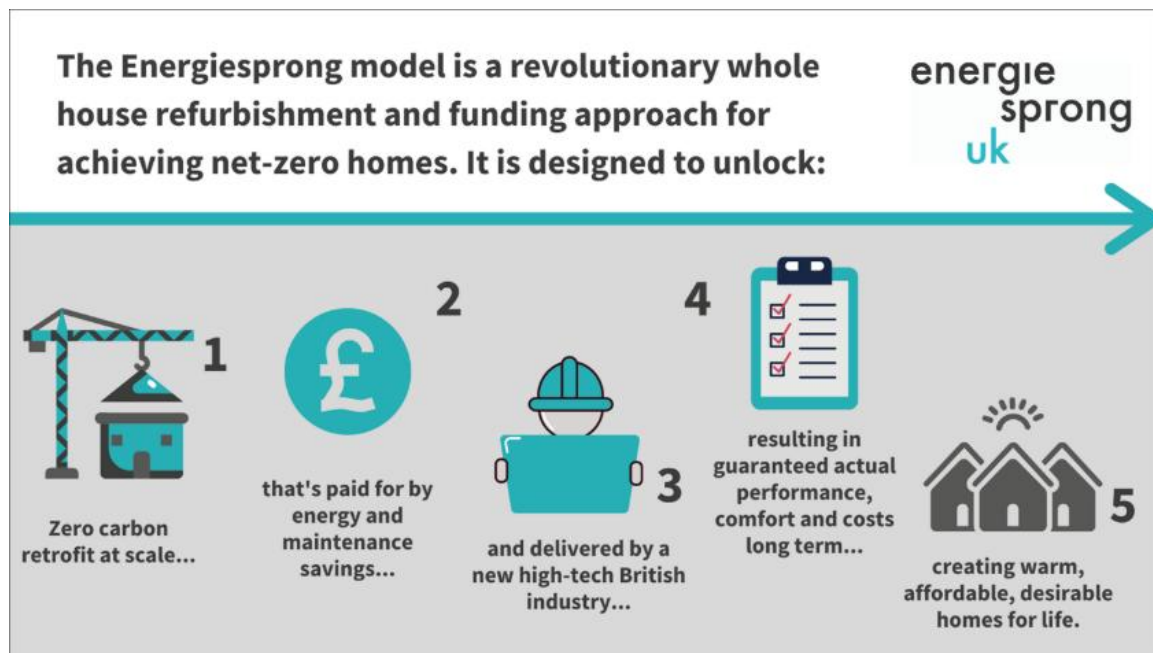 The Energiesprong model is a revolutionary whole
house refurbishment and funding approach for
achieving net-zero homes. It is designed to unlock:
energie
sprong
uk
1
Zero carbon
retrofit at scale...
2
£
that's paid for by
energy and
maintenance
savings...
3
and delivered by a
new high-tech British
industry...
4
resulting in
guaranteed actual
performance,
comfort and costs
long term...
5
creating warm,
affordable, desirable
homes for life.